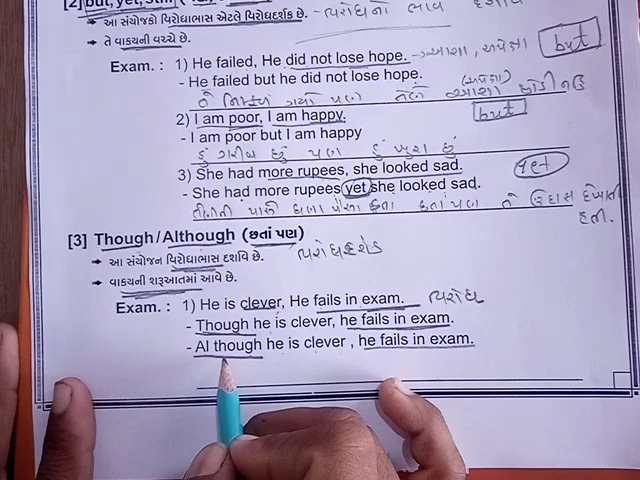 [2] but, yet, still
→ આ સંયોજકો વિરોધાભાસ એટલે વિરોધદર્શક છે. - વિરોધનો ભાવ
→ તે વાક્યની વચ્ચે છે.
Exam. : 1) He failed, He did not lose hope. → આશા, અપેક્ષા but
- He failed but he did not lose hope. (અપેક્ષા)
ગયો પણ તેણે આશા
2) I am poor, I am happy. but
- I am poor but I am happy
હું ગરીબ છું પણ હું ખુશ છું
3) She had more rupees, she looked sad. yet
- She had more rupees yet she looked sad.
તેણીની પાસે ઘણા પૈસા હતા છતાંપણ તે ઉદાસ દેખાતી
હતી.
[3] Though/Although (છતાં પણ)
→ આ સંયોજન વિરોધાભાસ દર્શાવે છે.
→ વાક્યની શરૂઆતમાં આવે છે.
Exam. : 1) He is clever, He fails in exam. વિરોધ
- Though he is clever, he fails in exam.
- Al though he is clever , he fails in exam.